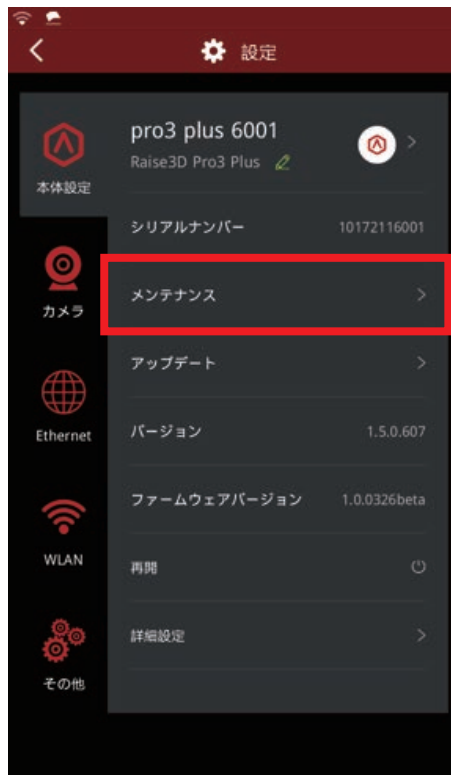 設定
本体設定
カメラ
Ethernet
WLAN
その他
pro3 plus 6001
Raise3D Pro3 Plus
シリアルナンバー 10172116001
メンテナンス
アップデート
バージョン 1.5.0.607
ファームウェアバージョン 1.0.0326beta
再開
詳細設定